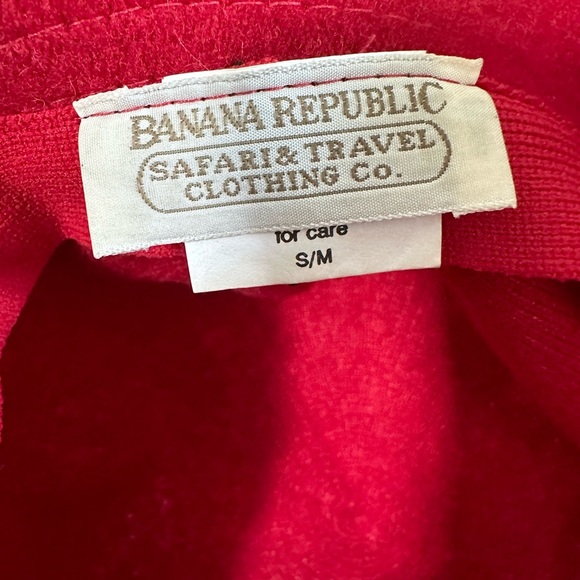 BANANA REPUBLIC
SAFARI & TRAVEL
CLOTHING CO.
for care
S/M